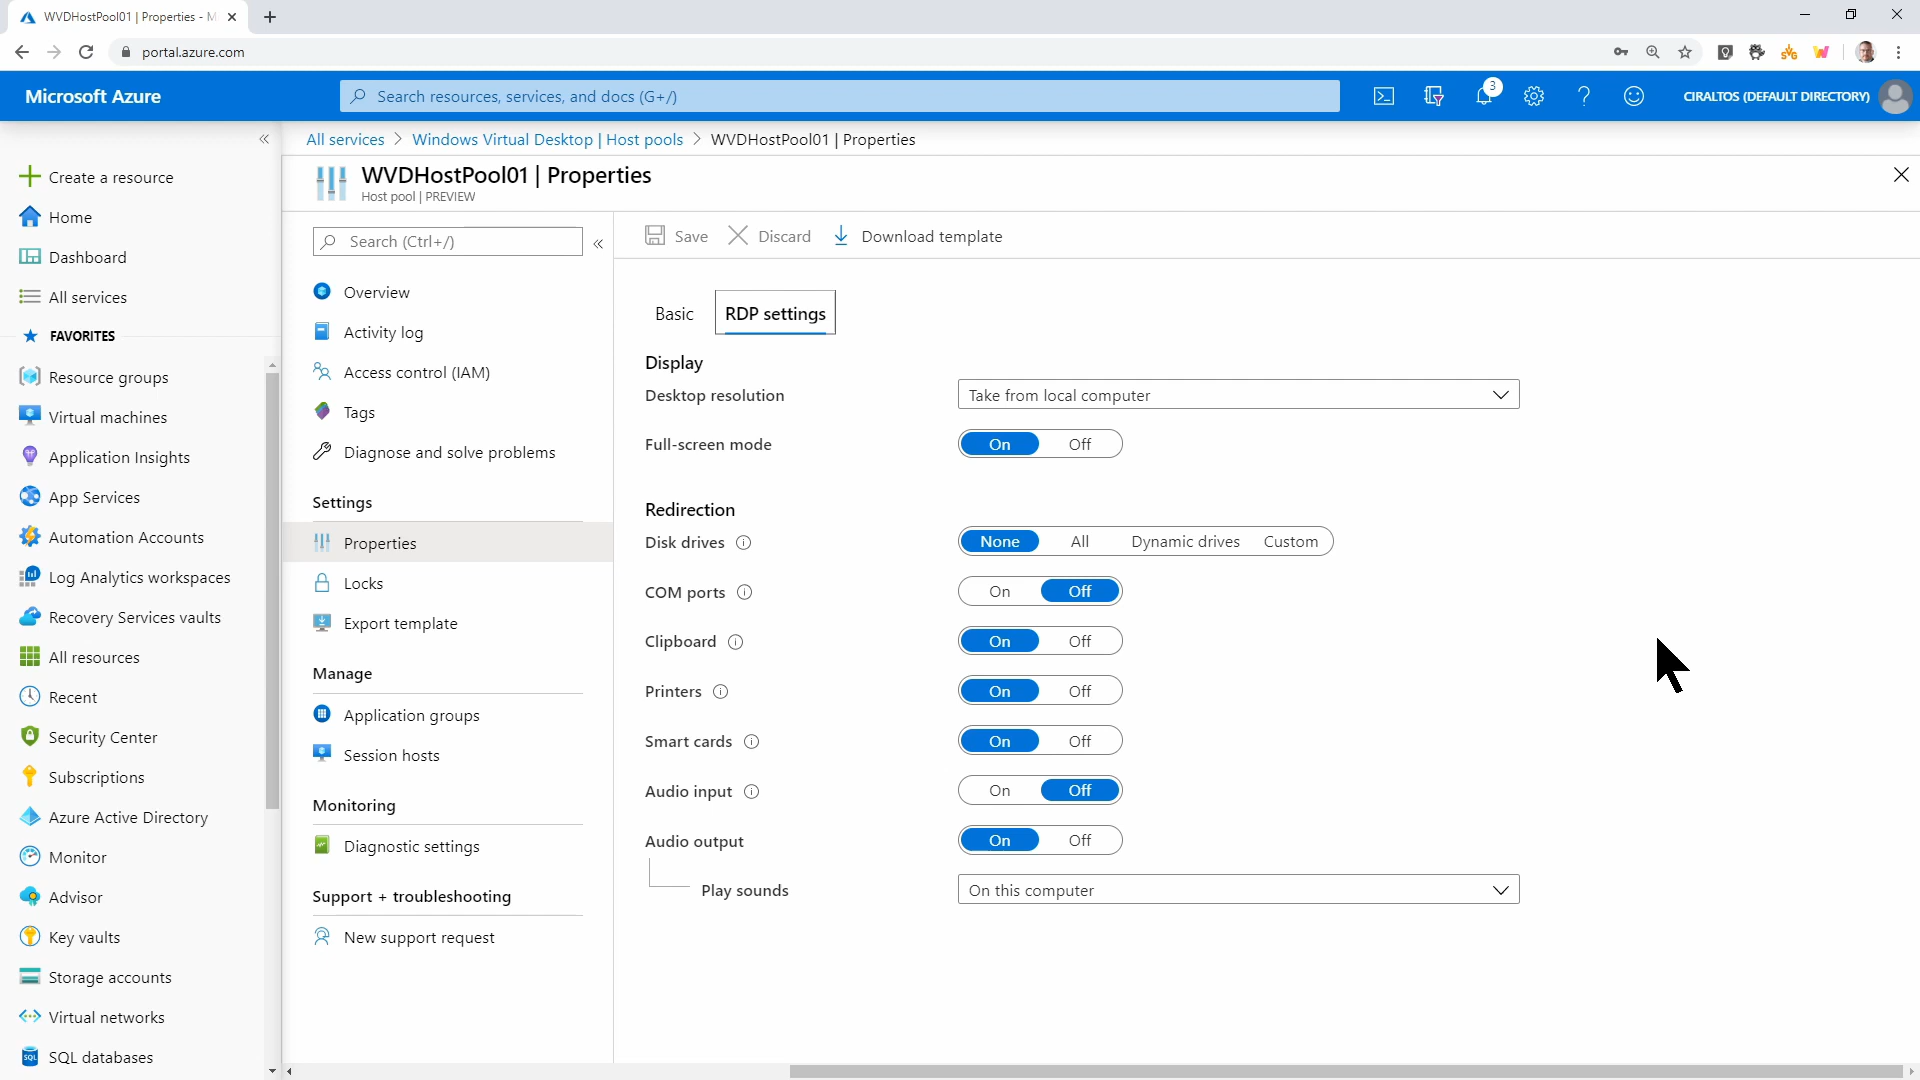 WVDHostPool01 | Properties - M
portal.azure.com
Microsoft Azure
Search resources, services, and docs (G+/)
3
CIRALTOS (DEFAULT DIRECTORY)
All services > Windows Virtual Desktop | Host pools > WVDHostPool01 | Properties
Create a resource
Home
Dashboard
All services
FAVORITES
Resource groups
Virtual machines
Application Insights
App Services
Automation Accounts
Log Analytics workspaces
Recovery Services vaults
All resources
Recent
Security Center
Subscriptions
Azure Active Directory
Monitor
Advisor
Key vaults
Storage accounts
Virtual networks
SQL databases
WVDHostPool01 | Properties
Host pool | PREVIEW
Search (Ctrl+/)
Overview
Activity log
Access control (IAM)
Tags
Diagnose and solve problems
Settings
Properties
Locks
Export template
Manage
Application groups
Session hosts
Monitoring
Diagnostic settings
Support + troubleshooting
New support request
Save Discard Download template
Basic RDP settings
Display
Desktop resolution Take from local computer
Full-screen mode On Off
Redirection
Disk drives None All Dynamic drives Custom
COM ports On Off
Clipboard On Off
Printers On Off
Smart cards On Off
Audio input On Off
Audio output On Off
Play sounds On this computer